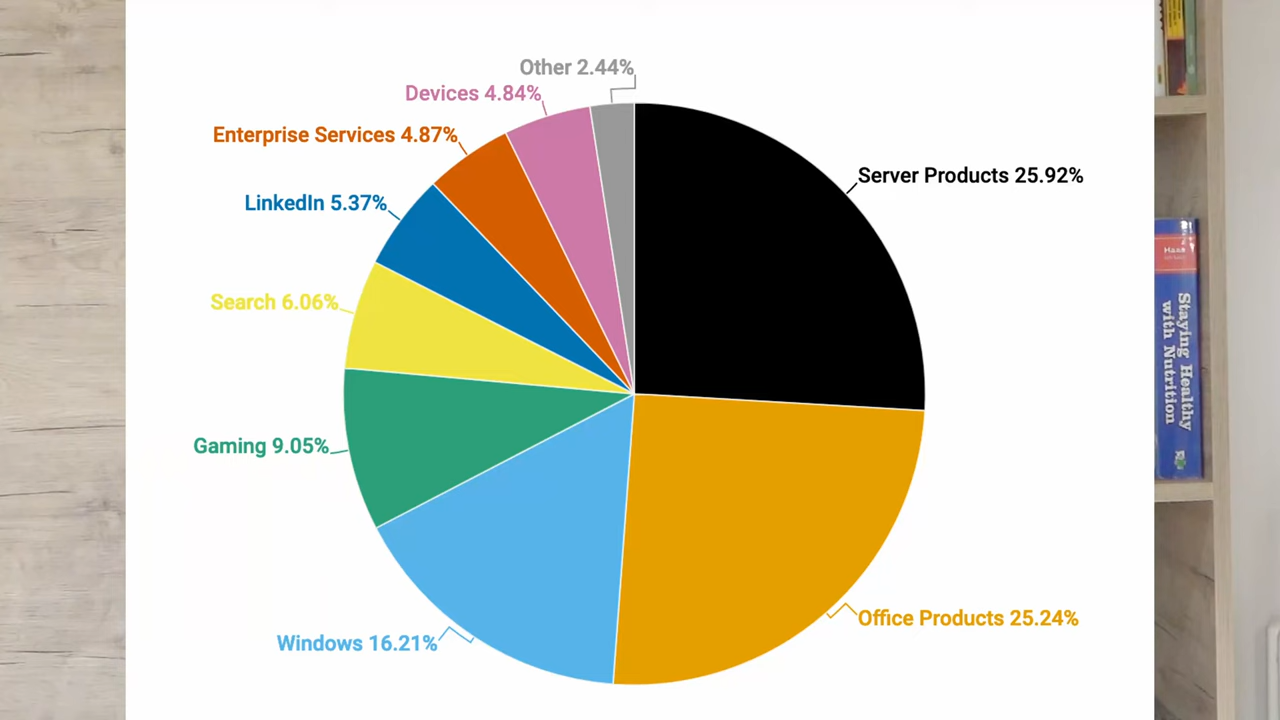 Other 2.44%
Devices 4.84%
Enterprise Services 4.87%
Server Products 25.92%
LinkedIn 5.37%
Search 6.06%
Gaming 9.05%
Office Products 25.24%
Windows 16.21%
Haas
Staying Healthy
with Nutrition